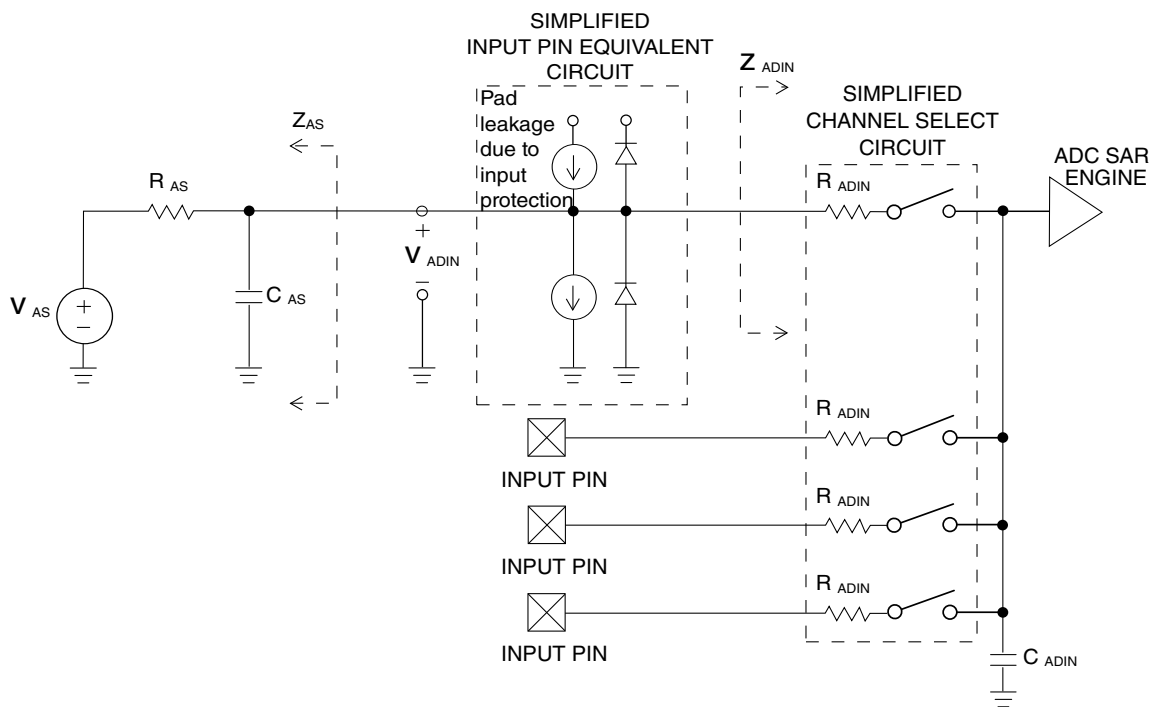 SIMPLIFIED
INPUT PIN EQUIVALENT
CIRCUIT
Z ADIN
SIMPLIFIED
CHANNEL SELECT
CIRCUIT
ADC SAR
ENGINE
Pad
leakage
due to
input
protection
ZAS
R AS
R ADIN
+
V ADIN
–
C AS
V AS
+
–
R ADIN
INPUT PIN
R ADIN
INPUT PIN
R ADIN
INPUT PIN
C ADIN